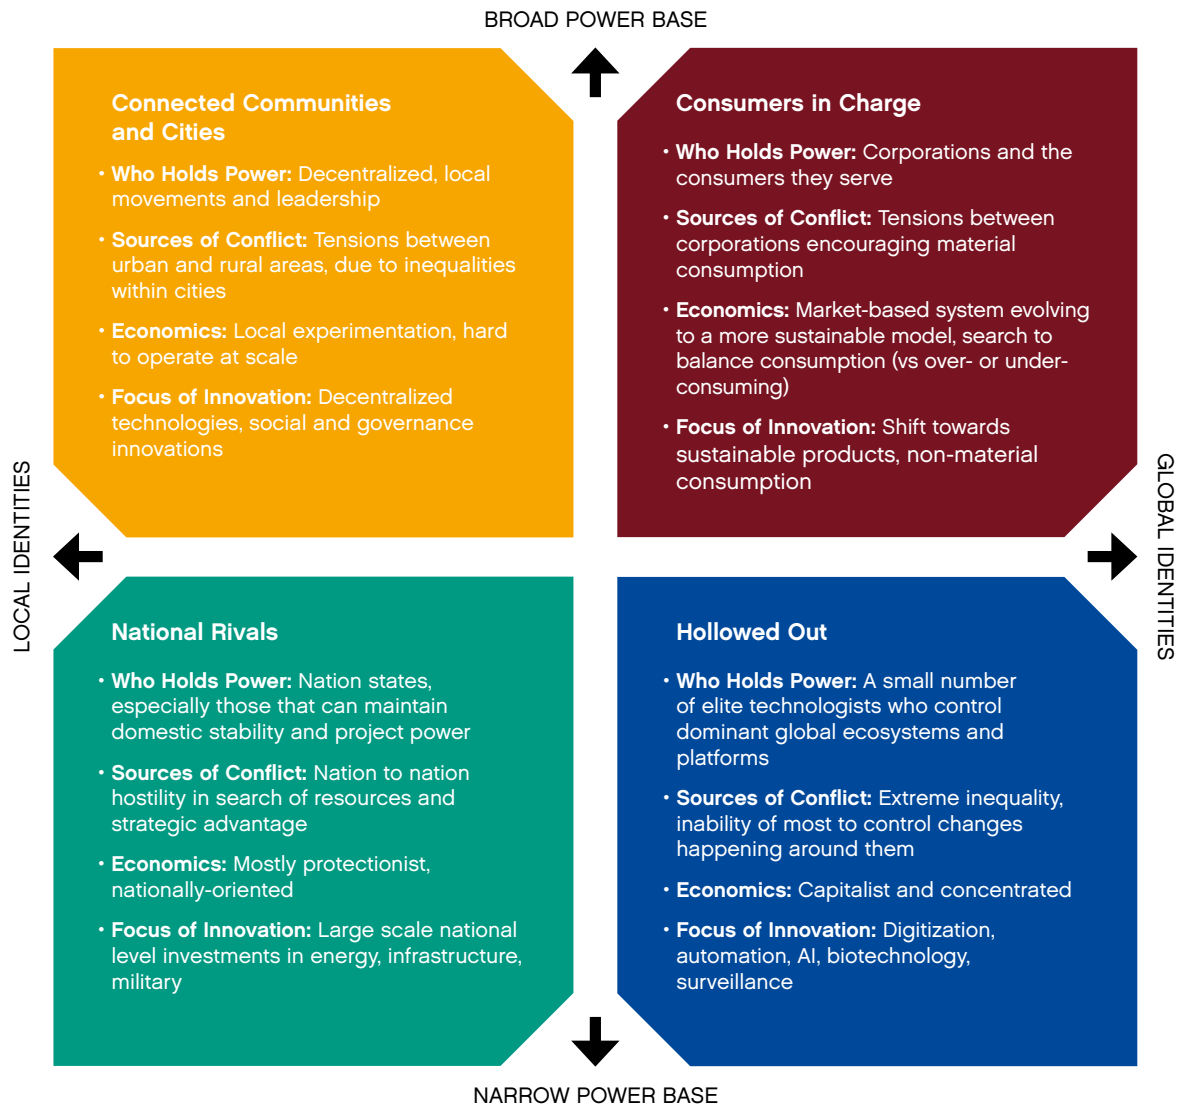 BROAD POWER BASE
Connected Communities
and Cities
• Who Holds Power: Decentralized, local
movements and leadership
• Sources of Conflict: Tensions between
urban and rural areas, due to inequalities
within cities
• Economics: Local experimentation, hard
to operate at scale
• Focus of Innovation: Decentralized
technologies, social and governance
innovations
Consumers in Charge
• Who Holds Power: Corporations and the
consumers they serve
• Sources of Conflict: Tensions between
corporations encouraging material
consumption
• Economics: Market-based system evolving
to a more sustainable model, search to
balance consumption (vs over- or under-
consuming)
• Focus of Innovation: Shift towards
sustainable products, non-material
consumption
LOCAL IDENTITIES
GLOBAL IDENTITIES
National Rivals
• Who Holds Power: Nation states,
especially those that can maintain
domestic stability and project power
• Sources of Conflict: Nation to nation
hostility in search of resources and
strategic advantage
• Economics: Mostly protectionist,
nationally-oriented
• Focus of Innovation: Large scale national
level investments in energy, infrastructure,
military
Hollowed Out
• Who Holds Power: A small number
of elite technologists who control
dominant global ecosystems and
platforms
• Sources of Conflict: Extreme inequality,
inability of most to control changes
happening around them
• Economics: Capitalist and concentrated
• Focus of Innovation: Digitization,
automation, AI, biotechnology,
surveillance
NARROW POWER BASE